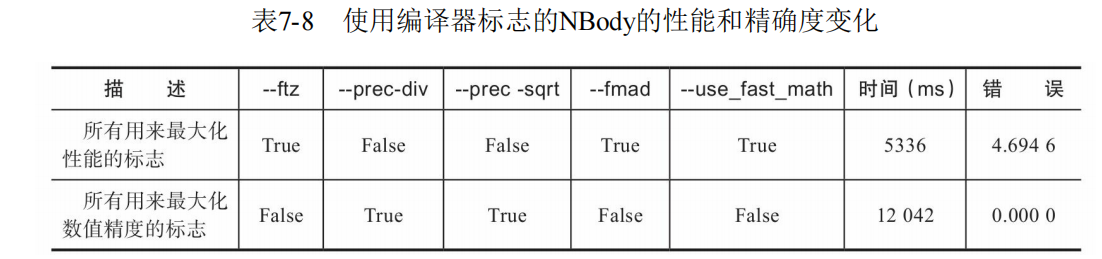 表7-8 使用编译器标志的NBody的性能和精确度变化
描 述 --ftz --prec-div --prec -sqrt --fmad --use_fast_math 时间（ms） 错 误
所有用来最大化
性能的标志 True False False True True 5336 4.694 6
所有用来最大化
数值精度的标志 False True True False False 12 042 0.000 0